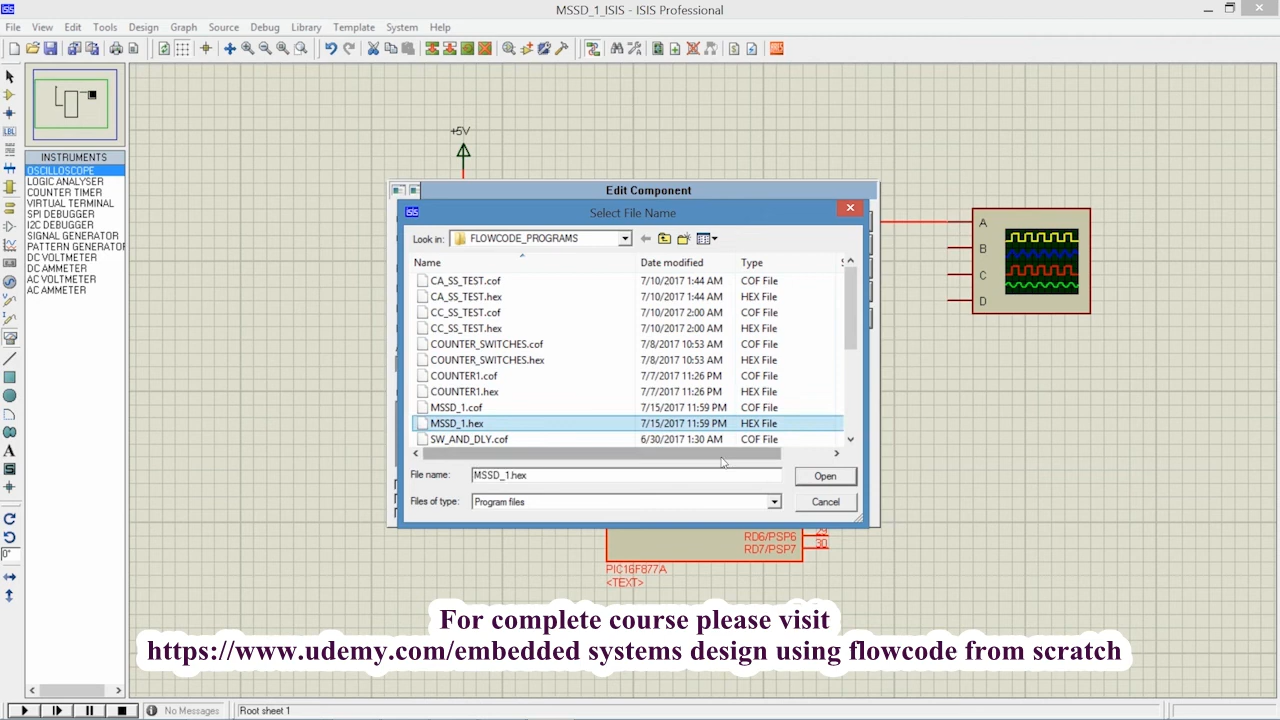 MSSD_1_ISIS - ISIS Professional
File View Edit Tools Design Graph Source Debug Library Template System Help
LBL
INSTRUMENTS
OSCILLOSCOPE
LOGIC ANALYSER
COUNTER TIMER
VIRTUAL TERMINAL
SPI DEBUGGER
I2C DEBUGGER
SIGNAL GENERATOR
PATTERN GENERATOR
DC VOLTMETER
DC AMMETER
AC VOLTMETER
AC AMMETER
+5V
Edit Component
Select File Name
Look in: FLOWCODE_PROGRAMS
Name Date modified Type
CA_SS_TEST.cof 7/10/2017 1:44 AM COF File
CA_SS_TEST.hex 7/10/2017 1:44 AM HEX File
CC_SS_TEST.cof 7/10/2017 2:00 AM COF File
CC_SS_TEST.hex 7/10/2017 2:00 AM HEX File
COUNTER_SWITCHES.cof 7/8/2017 10:53 AM COF File
COUNTER_SWITCHES.hex 7/8/2017 10:53 AM HEX File
COUNTER1.cof 7/7/2017 11:26 PM COF File
COUNTER1.hex 7/7/2017 11:26 PM HEX File
MSSD_1.cof 7/15/2017 11:59 PM COF File
MSSD_1.hex 7/15/2017 11:59 PM HEX File
SW_AND_DLY.cof 6/30/2017 1:30 AM COF File
File name: MSSD_1.hex Open
Files of type: Program files Cancel
A
B
C
D
RD6/PSP6 29
RD7/PSP7 30
PIC16F877A
<TEXT>
0°
A
S
For complete course please visit
https://www.udemy.com/embedded systems design using flowcode from scratch
No Messages Root sheet 1